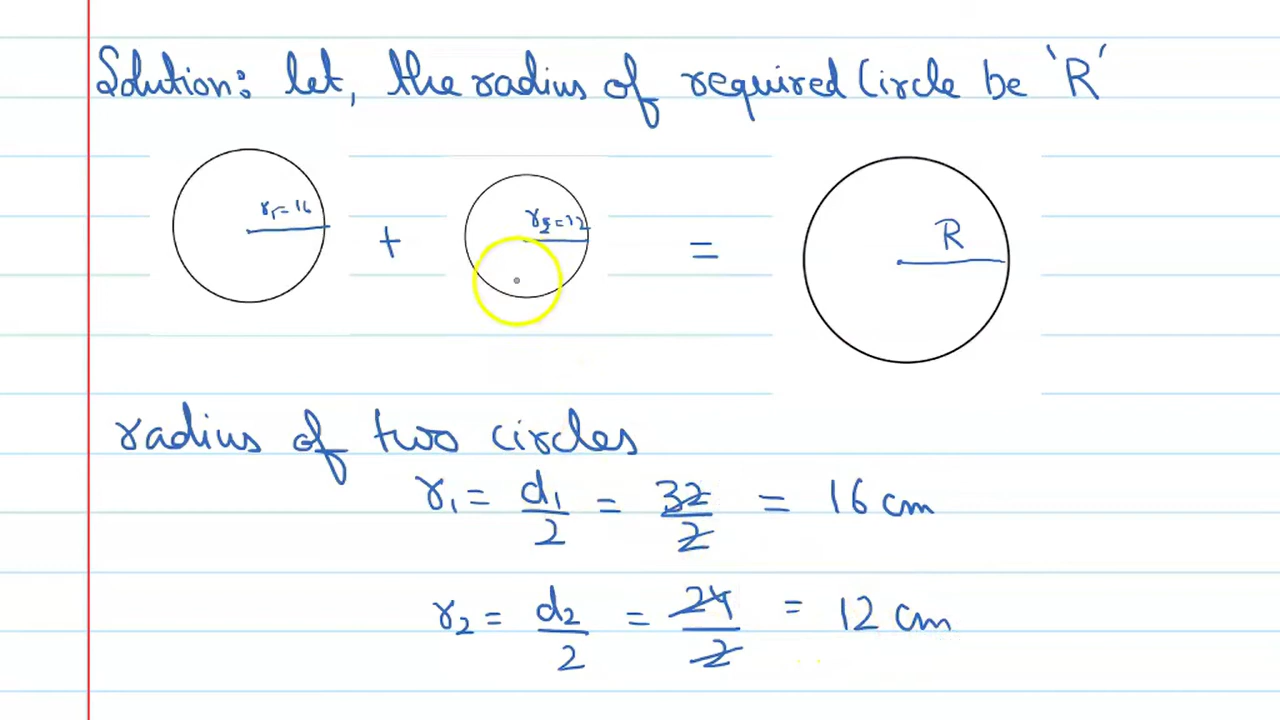 Solution: let, the radius of required Circle be 'R'
r₁=16 + r₂=12 = R
radius of two circles
r₁ = d₁/2 = 32/2 = 16 cm
r₂ = d₂/2 = 24/2 = 12 cm